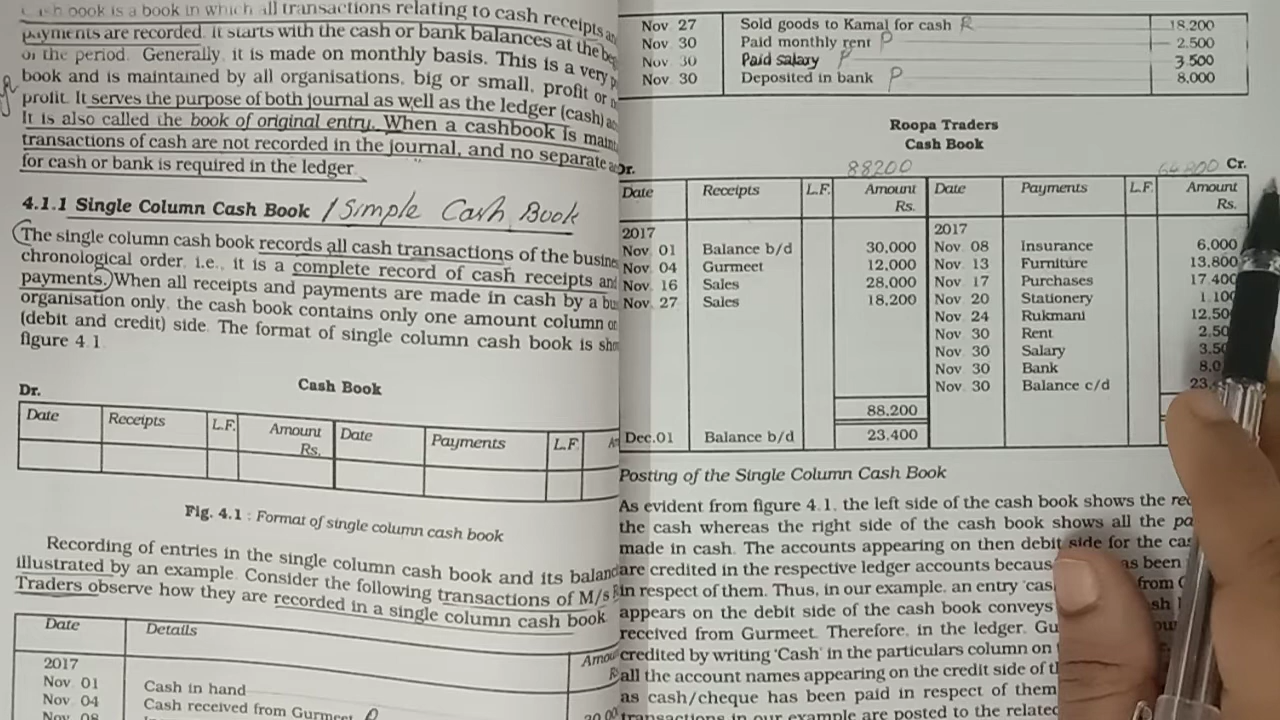 book is a book in which all transactions relating to cash receipts
payments are recorded. It starts with the cash or bank balances at the
of the period. Generally, it is made on monthly basis. This is a very
book and is maintained by all organisations, big or small, profit or
profit. It serves the purpose of both journal as well as the ledger (cash)
It is also called the book of original entry. When a cashbook is
transactions of cash are not recorded in the journal, and no separate
for cash or bank is required in the ledger.
4.1.1 Single Column Cash Book / Simple Cash Book
The single column cash book records all cash transactions of the
chronological order, i.e., it is a complete record of cash receipts
payments. When all receipts and payments are made in cash by a
organisation only, the cash book contains only one amount column
(debit and credit) side. The format of single column cash book is
figure 4.1
Cash Book
Dr.
Date Receipts L.F. Amount Rs. Date Payments L.F.
Fig. 4.1 : Format of single column cash book
Recording of entries in the single column cash book and its
illustrated by an example. Consider the following transactions of M/s
Traders observe how they are recorded in a single column cash book
Date Details
2017
Nov. 01 Cash in hand
Nov. 04 Cash received from Gurmeet
Nov. 08
Nov 27 Sold goods to Kamal for cash R 18,200
Nov. 30 Paid monthly rent P 2,500
Nov. 30 Paid salary P 3,500
Nov. 30 Deposited in bank P 8,000
Roopa Traders
Cash Book
Dr. 88200 Cr.
Date Receipts L.F. Amount Rs. Date Payments L.F. Amount Rs.
2017 2017
Nov. 01 Balance b/d 30,000 Nov. 08 Insurance 6,000
Nov. 04 Gurmeet 12,000 Nov. 13 Furniture 13,800
Nov. 16 Sales 28,000 Nov. 17 Purchases 17,400
Nov. 27 Sales 18,200 Nov. 20 Stationery
Nov. 24 Rukmani
Nov. 30 Rent
Nov. 30 Salary
Nov. 30 Bank
Nov. 30 Balance c/d
88,200
Dec.01 Balance b/d 23,400
Posting of the Single Column Cash Book
As evident from figure 4.1, the left side of the cash book shows the
the cash whereas the right side of the cash book shows all the
made in cash. The accounts appearing on then debit side for the
are credited in the respective ledger accounts as been
in respect of them. Thus, in our example, an entry from
appears on the debit side of the cash book conveys
received from Gurmeet. Therefore, in the ledger,
credited by writing 'Cash' in the particulars column on
all the account names appearing on the credit side of
as cash/cheque has been paid in respect of them
transactions in our example are posted to the related